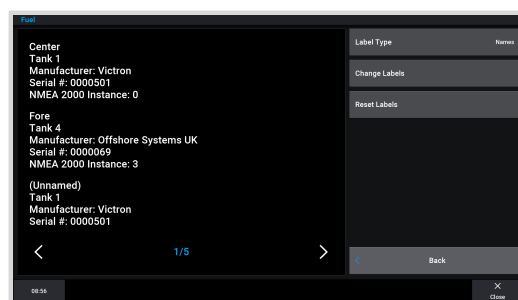 Fuel
Center
Tank 1
Manufacturer: Victron
Serial #: 0000501
NMEA 2000 Instance: 0
Fore
Tank 4
Manufacturer: Offshore Systems UK
Serial #: 0000069
NMEA 2000 Instance: 3
(Unnamed)
Tank 1
Manufacturer: Victron
Serial #: 0000501
1/5
Label Type Names
Change Labels
Reset Labels
Back
08:56
Close